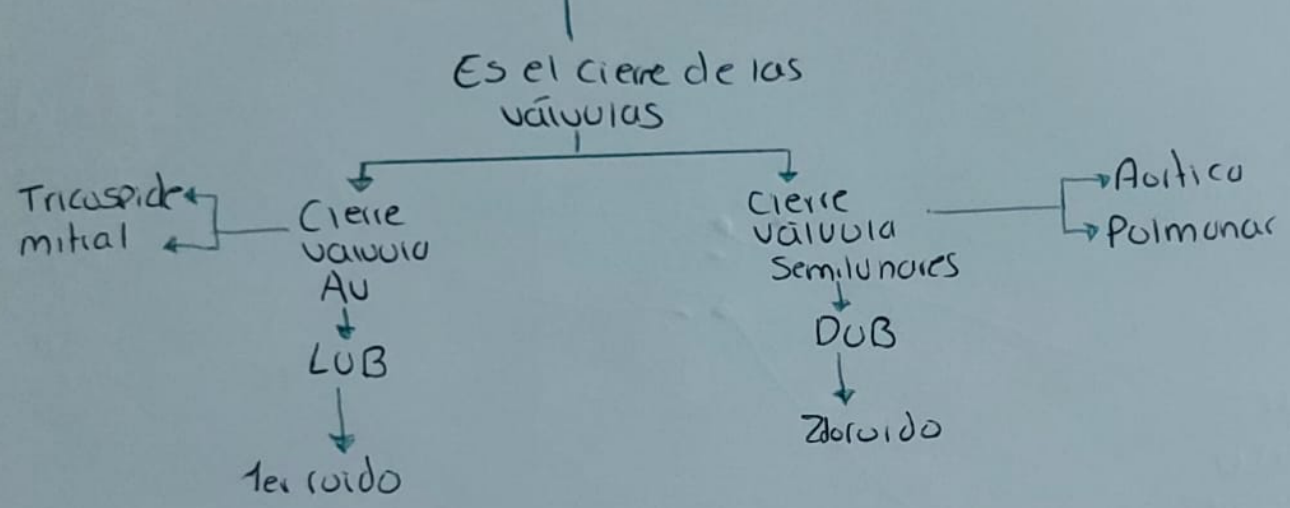 Es el cierre de las
válvulas
Tricuspide
mitral
Cierre
valvula
AV
LUB
1er ruido
Cierre
válvula
Semilunares
DUB
2do ruido
Aortica
Pulmonar